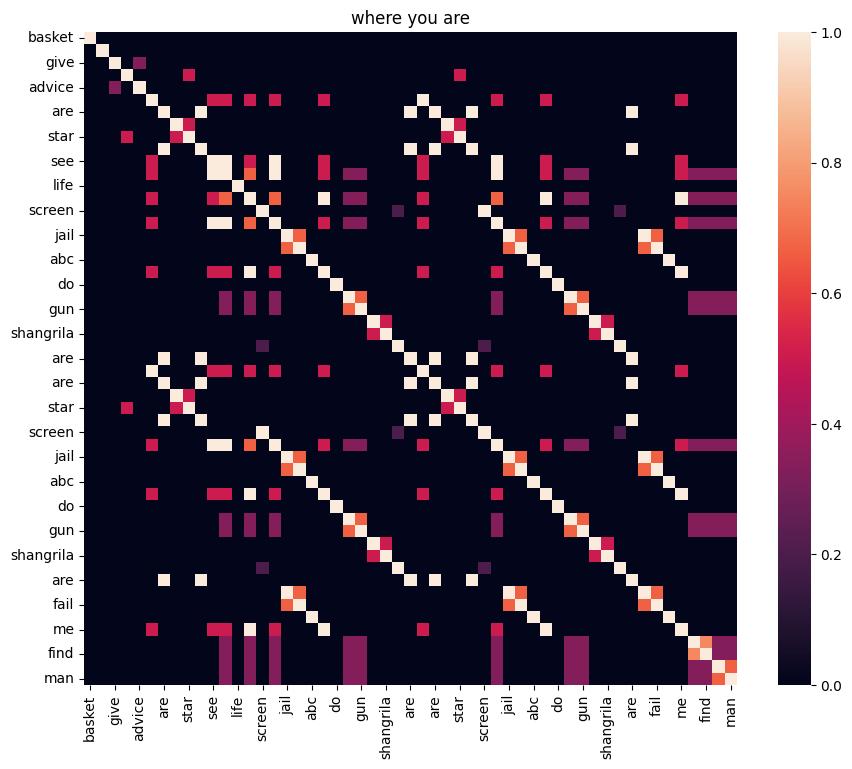 where you are
basket
give
advice
are
star
see
life
screen
jail
abc
do
gun
shangrila
are
are
star
screen
jail
abc
do
gun
shangrila
are
fail
me
find
man
1.0
0.8
0.6
0.4
0.2
0.0
basket
give
advice
are
star
see
life
screen
jail
abc
do
gun
shangrila
are
are
star
screen
jail
abc
do
gun
shangrila
are
fail
me
find
man